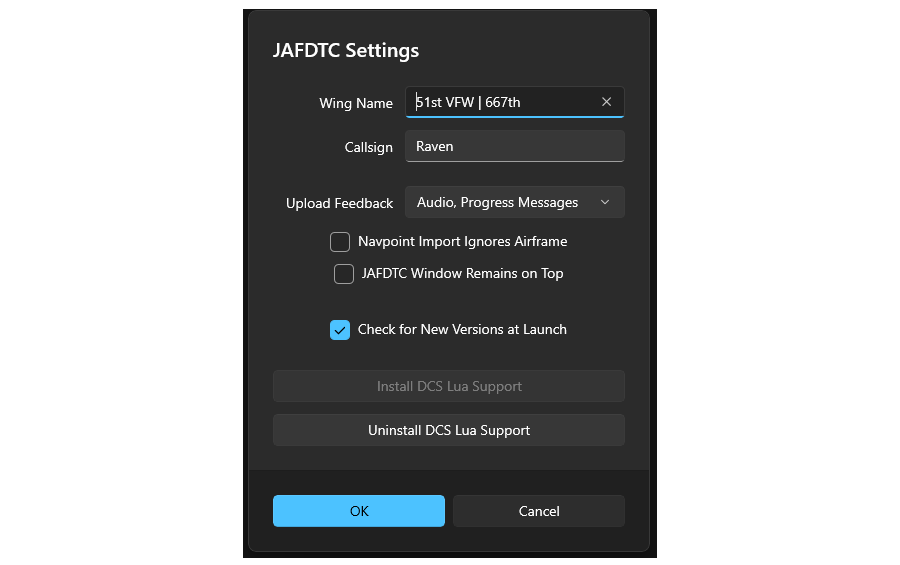 JAFDTC Settings
Wing Name 51st VFW | 667th
Callsign Raven
Upload Feedback Audio, Progress Messages
Navpoint Import Ignores Airframe
JAFDTC Window Remains on Top
Check for New Versions at Launch
Install DCS Lua Support
Uninstall DCS Lua Support
OK Cancel